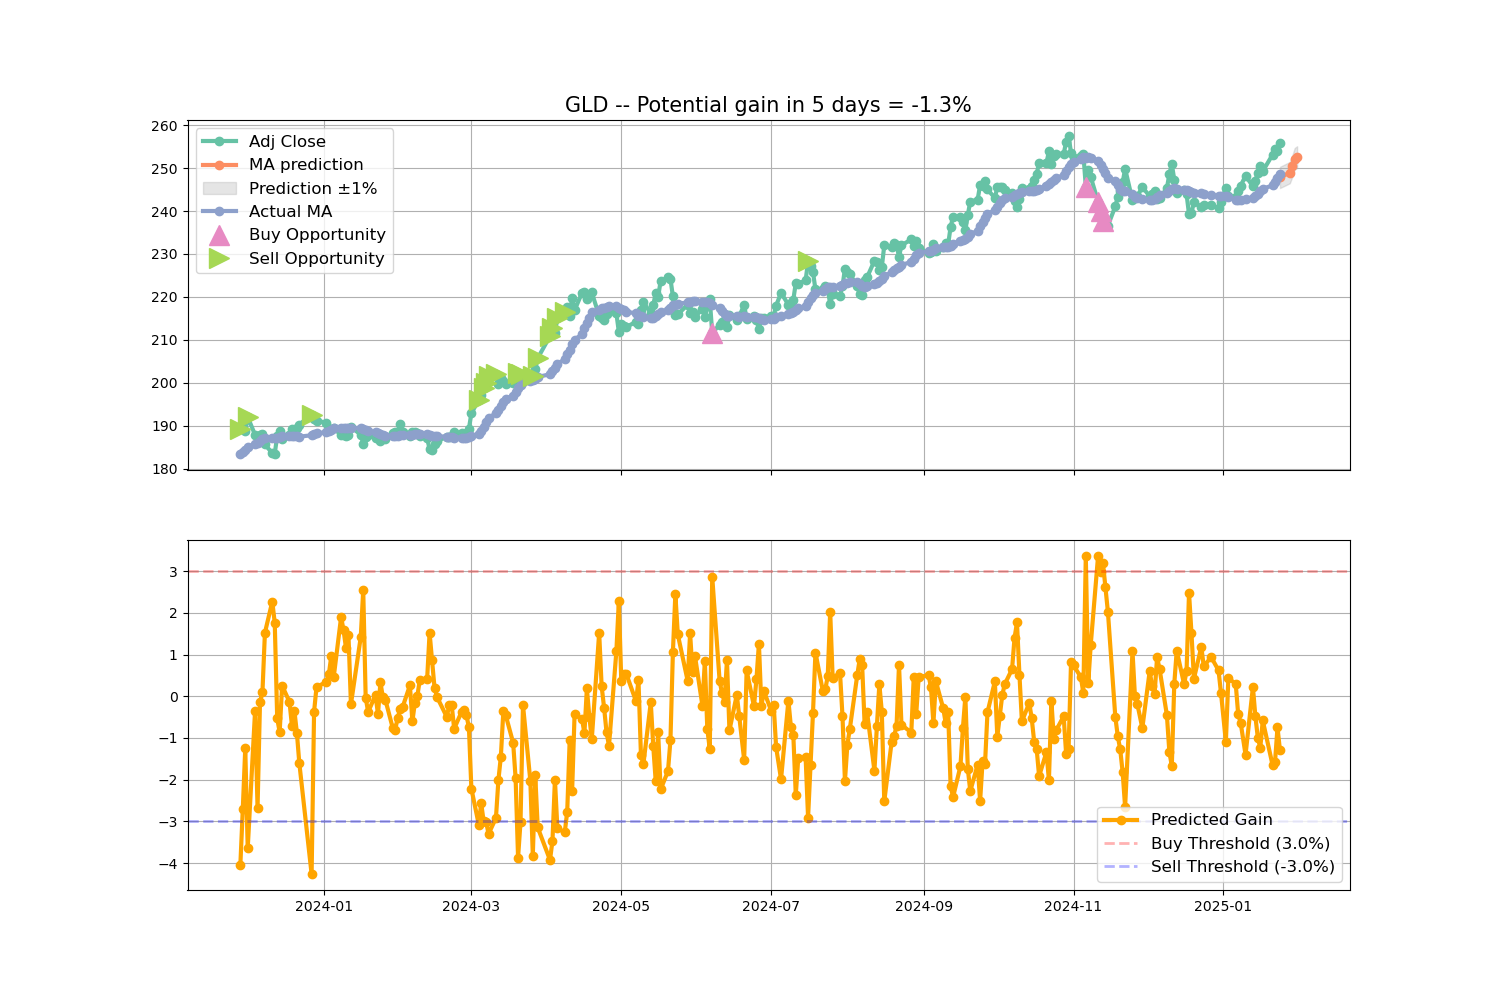 GLD -- Potential gain in 5 days = -1.3%
260
250
240
230
220
210
200
190
180
Adj Close
MA prediction
Prediction ±1%
Actual MA
Buy Opportunity
Sell Opportunity
3
2
1
0
−1
−2
−3
−4
Predicted Gain
Buy Threshold (3.0%)
Sell Threshold (-3.0%)
2024-01
2024-03
2024-05
2024-07
2024-09
2024-11
2025-01